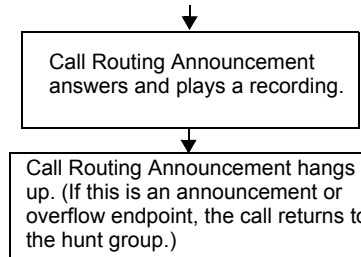 Call Routing Announcement
answers and plays a recording.
Call Routing Announcement hangs
up. (If this is an announcement or
overflow endpoint, the call returns to
the hunt group.)